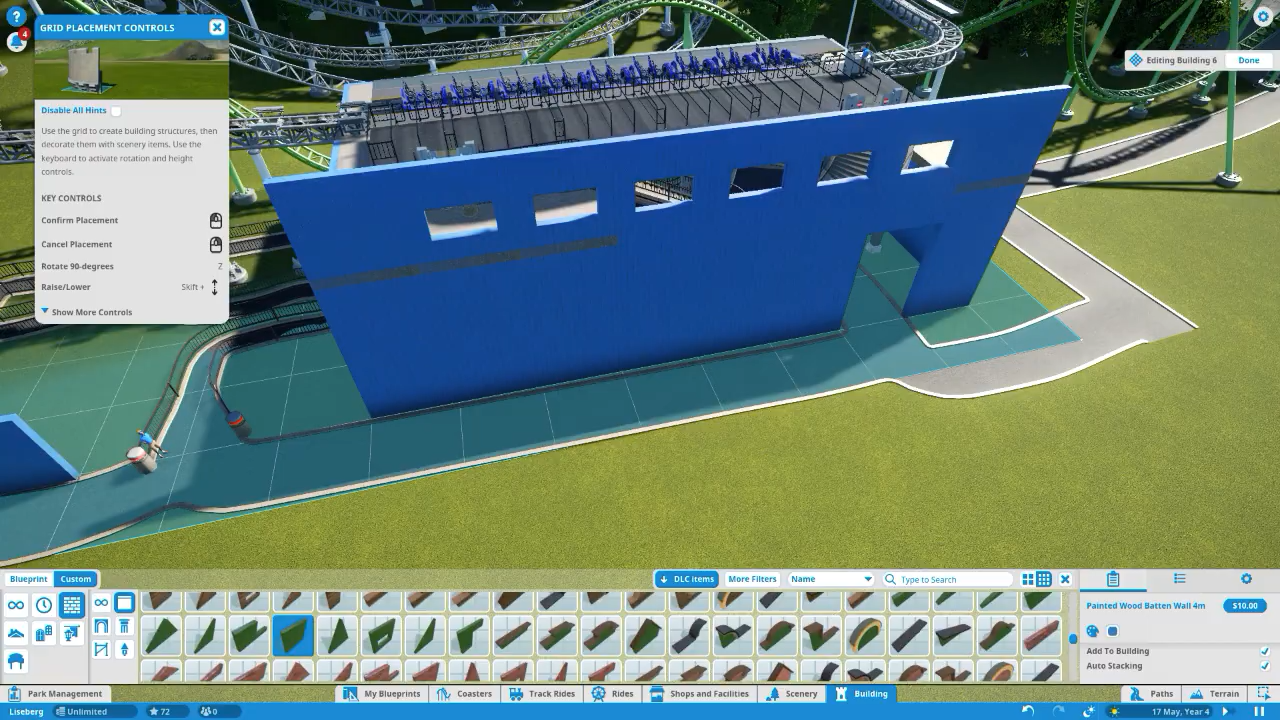 ?
4
GRID PLACEMENT CONTROLS
Disable All Hints
Use the grid to create building structures, then
decorate them with scenery items. Use the
keyboard to activate rotation and height
controls.
KEY CONTROLS
Confirm Placement
Cancel Placement
Rotate 90-degrees Z
Raise/Lower Skift +
Show More Controls
Editing Building 6 Done
Blueprint Custom DLC items More Filters Name Type to Search
Painted Wood Batten Wall 4m $10.00
Add To Building
Auto Stacking
Park Management My Blueprints Coasters Track Rides Rides Shops and Facilities Scenery Building Paths Terrain
Liseberg Unlimited 72 0 17 May, Year 4